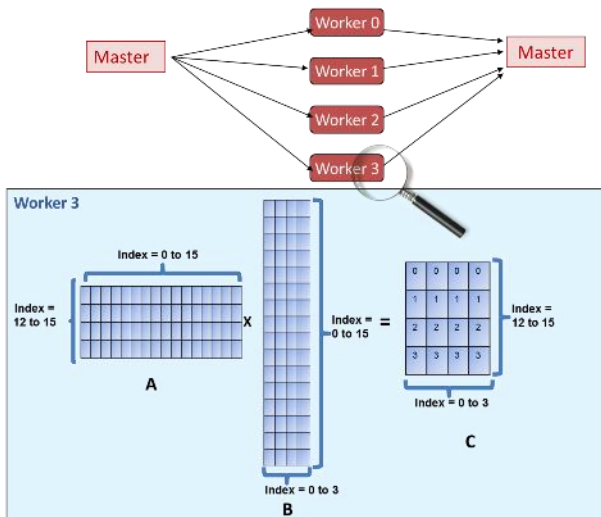 Worker 0
Master
Master
Worker 1
Worker 2
Worker 3
Worker 3
Index = 0 to 15
Index =
12 to 15
X
A
Index =
0 to 15
Index = 0 to 3
B
=
0 0 0 0
1 1 1 1
2 2 2 2
3 3 3 3
Index =
12 to 15
Index = 0 to 3
C